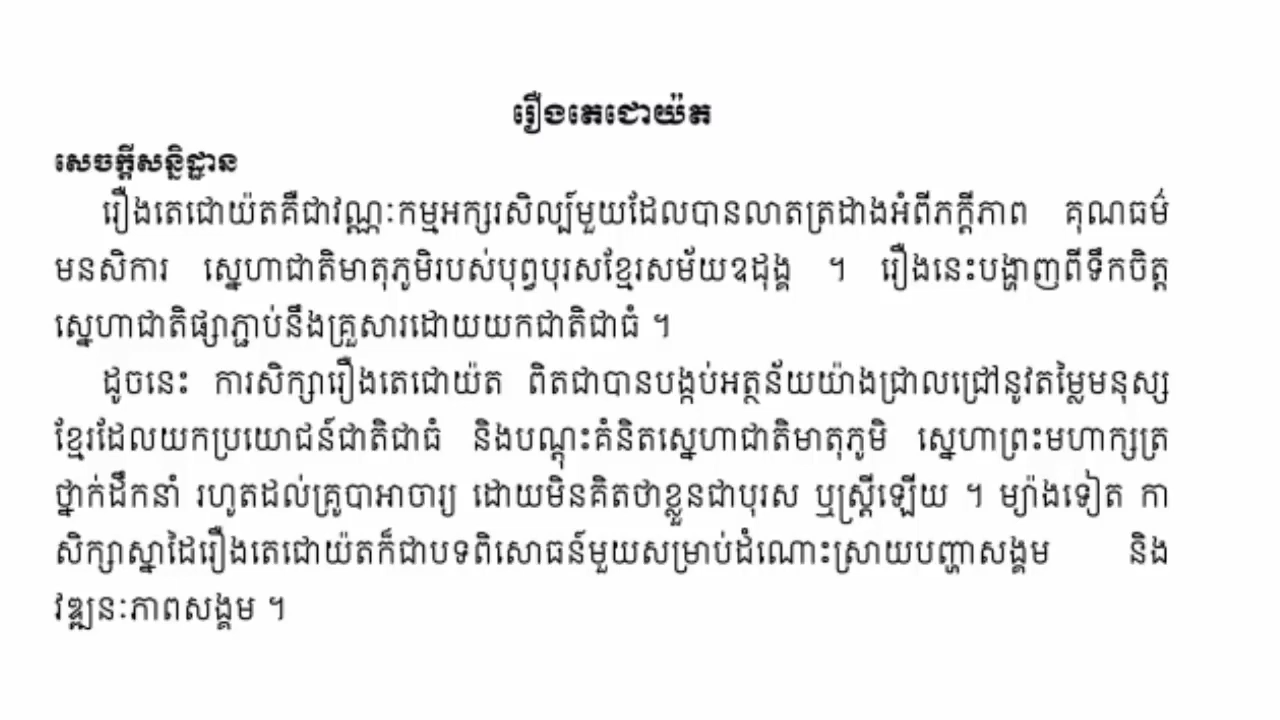 រឿងតេជោយ៉ត
សេចក្តីសន្និដ្ឋាន
រឿងតេជោយ៉តគឺជាវណ្ណៈកម្មអក្សរសិល្ប៍មួយដែលបានលាតត្រដាងអំពីភក្តីភាព គុណធម៌
មនសិការ ស្នេហាជាតិមាតុភូមិរបស់បុព្វបុរសខ្មែរសម័យឧដុង្គ ។ រឿងនេះបង្ហាញពីទឹកចិត្ត
ស្នេហាជាតិផ្សាភ្ជាប់នឹងគ្រួសារដោយយកជាតិជាធំ ។
ដូចនេះ ការសិក្សារឿងតេជោយ៉ត ពិតជាបានបង្កប់អត្ថន័យយ៉ាងជ្រាលជ្រៅនូវតម្លៃមនុស្ស
ខ្មែរដែលយកប្រយោជន៍ជាតិជាធំ និងបណ្តុះគំនិតស្នេហាជាតិមាតុភូមិ ស្នេហាព្រះមហាក្សត្រ
ថ្នាក់ដឹកនាំ រហូតដល់គ្រូបាអាចារ្យ ដោយមិនគិតថាខ្លួនជាបុរស ឬស្ត្រីឡើយ ។ ម្យ៉ាងទៀត កា
សិក្សាស្នាដៃរឿងតេជោយ៉តក៏ជាបទពិសោធន៍មួយសម្រាប់ដំណោះស្រាយបញ្ហាសង្គម និង
វឌ្ឍនៈភាពសង្គម ។